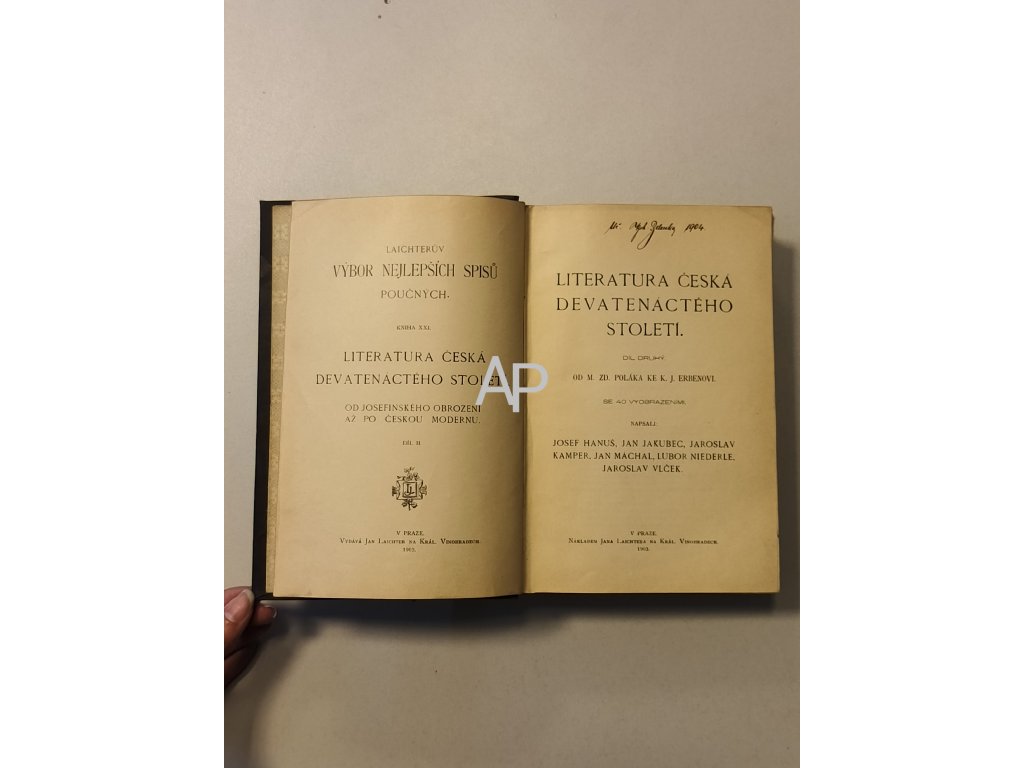 LAICHTERŮV
VÝBOR NEJLEPŠÍCH SPISŮ
POUČNÝCH.
KNIHA XXI.
LITERATURA ČESKÁ
DEVATENÁCTÉHO STOLETÍ
OD JOSEFINSKÉHO OBROZENÍ
AŽ PO ČESKOU MODERNU.
DÍL II
V PRAZE.
VYDÁVÁ JAN LAICHTER NA KRÁL. VINOHRADECH.
1903.
1904
LITERATURA ČESKÁ
DEVATENÁCTÉHO
STOLETÍ.
DÍL DRUHÝ.
OD M. ZD. POLÁKA KE K. J. ERBENOVI.
SE 40 VYOBRAZENÍMI.
NAPSALI:
JOSEF HANUŠ, JAN JAKUBEC, JAROSLAV
KAMPER, JAN MÁCHAL, LUBOR NIEDERLE,
JAROSLAV VLČEK.
V PRAZE.
NÁKLADEM JANA LAICHTERA NA KRÁL. VINOHRADECH.
1903.
AP